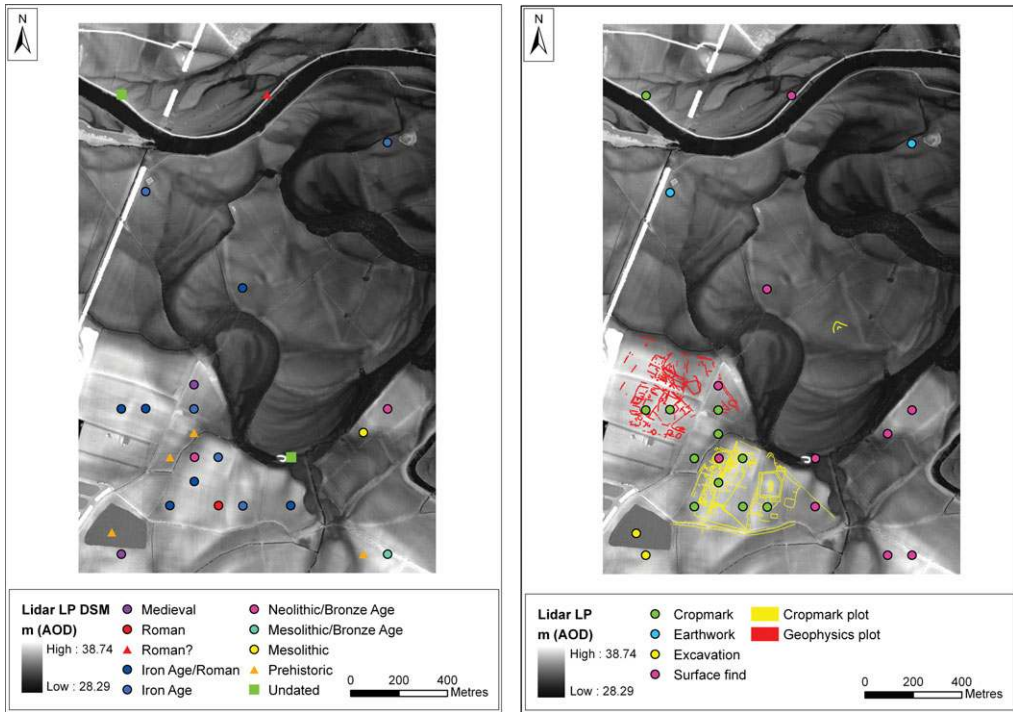 N
Lidar LP DSM
m (AOD)
High : 38.74
Low : 28.29
Medieval
Roman
Roman?
Iron Age/Roman
Iron Age
Neolithic/Bronze Age
Mesolithic/Bronze Age
Mesolithic
Prehistoric
Undated
0 200 400
Metres
N
Lidar LP
m (AOD)
High : 38.74
Low : 28.29
Cropmark
Earthwork
Excavation
Surface find
Cropmark plot
Geophysics plot
0 200 400
Metres